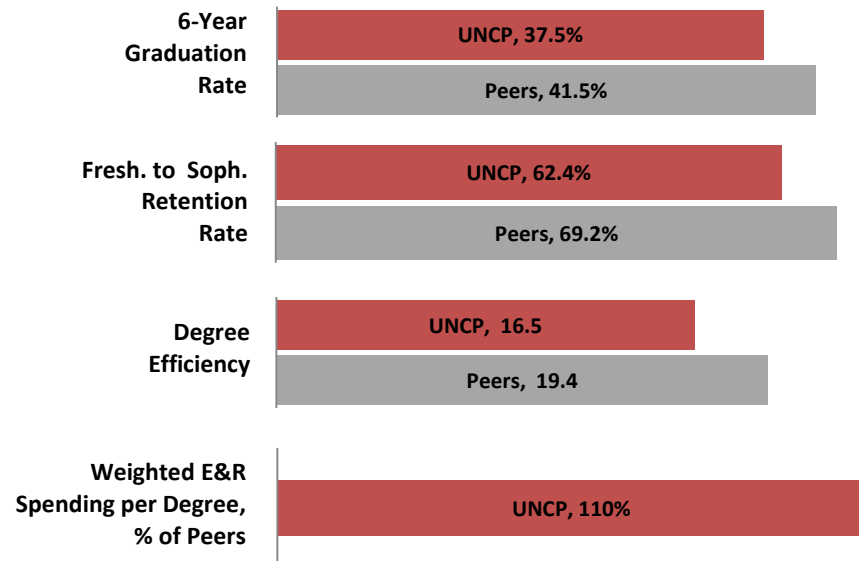 6-Year
Graduation
Rate
UNCP, 37.5%
Peers, 41.5%
Fresh. to Soph.
Retention
Rate
UNCP, 62.4%
Peers, 69.2%
Degree
Efficiency
UNCP, 16.5
Peers, 19.4
Weighted E&R
Spending per Degree,
% of Peers
UNCP, 110%